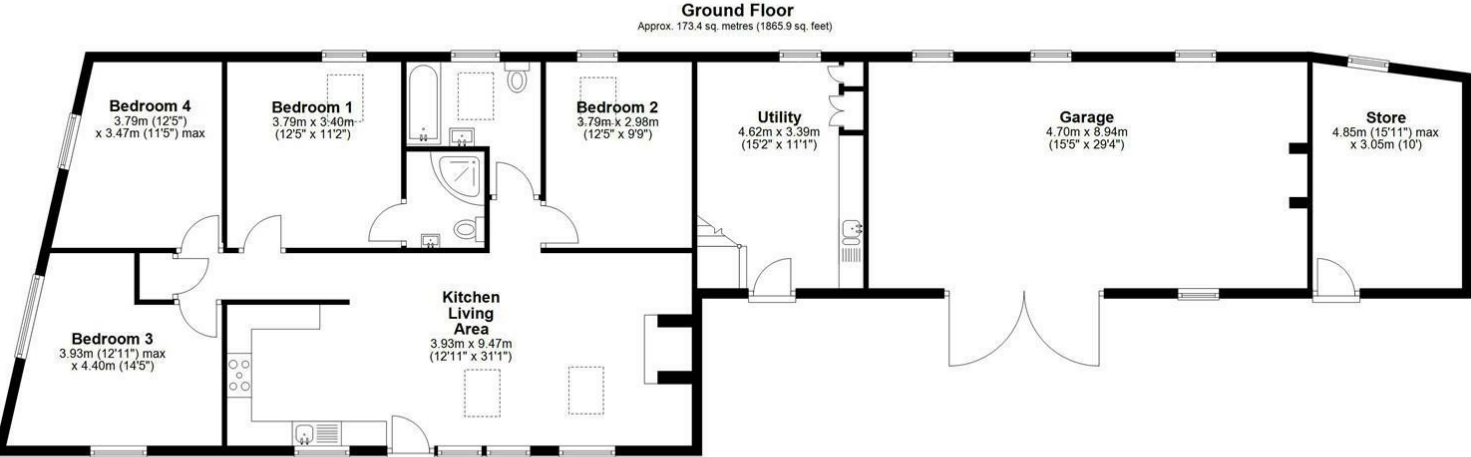 Ground Floor
Approx. 173.4 sq. metres (1865.9 sq. feet)
Bedroom 4
3.79m (12'5")
x 3.47m (11'5") max
Bedroom 1
3.79m x 3.40m
(12'5" x 11'2")
Bedroom 2
3.79m x 2.98m
(12'5" x 9'9")
Utility
4.62m x 3.39m
(15'2" x 11'1")
Garage
4.70m x 8.94m
(15'5" x 29'4")
Store
4.85m (15'11") max
x 3.05m (10')
Bedroom 3
3.93m (12'11") max
x 4.40m (14'5")
Kitchen
Living
Area
3.93m x 9.47m
(12'11" x 31'1")